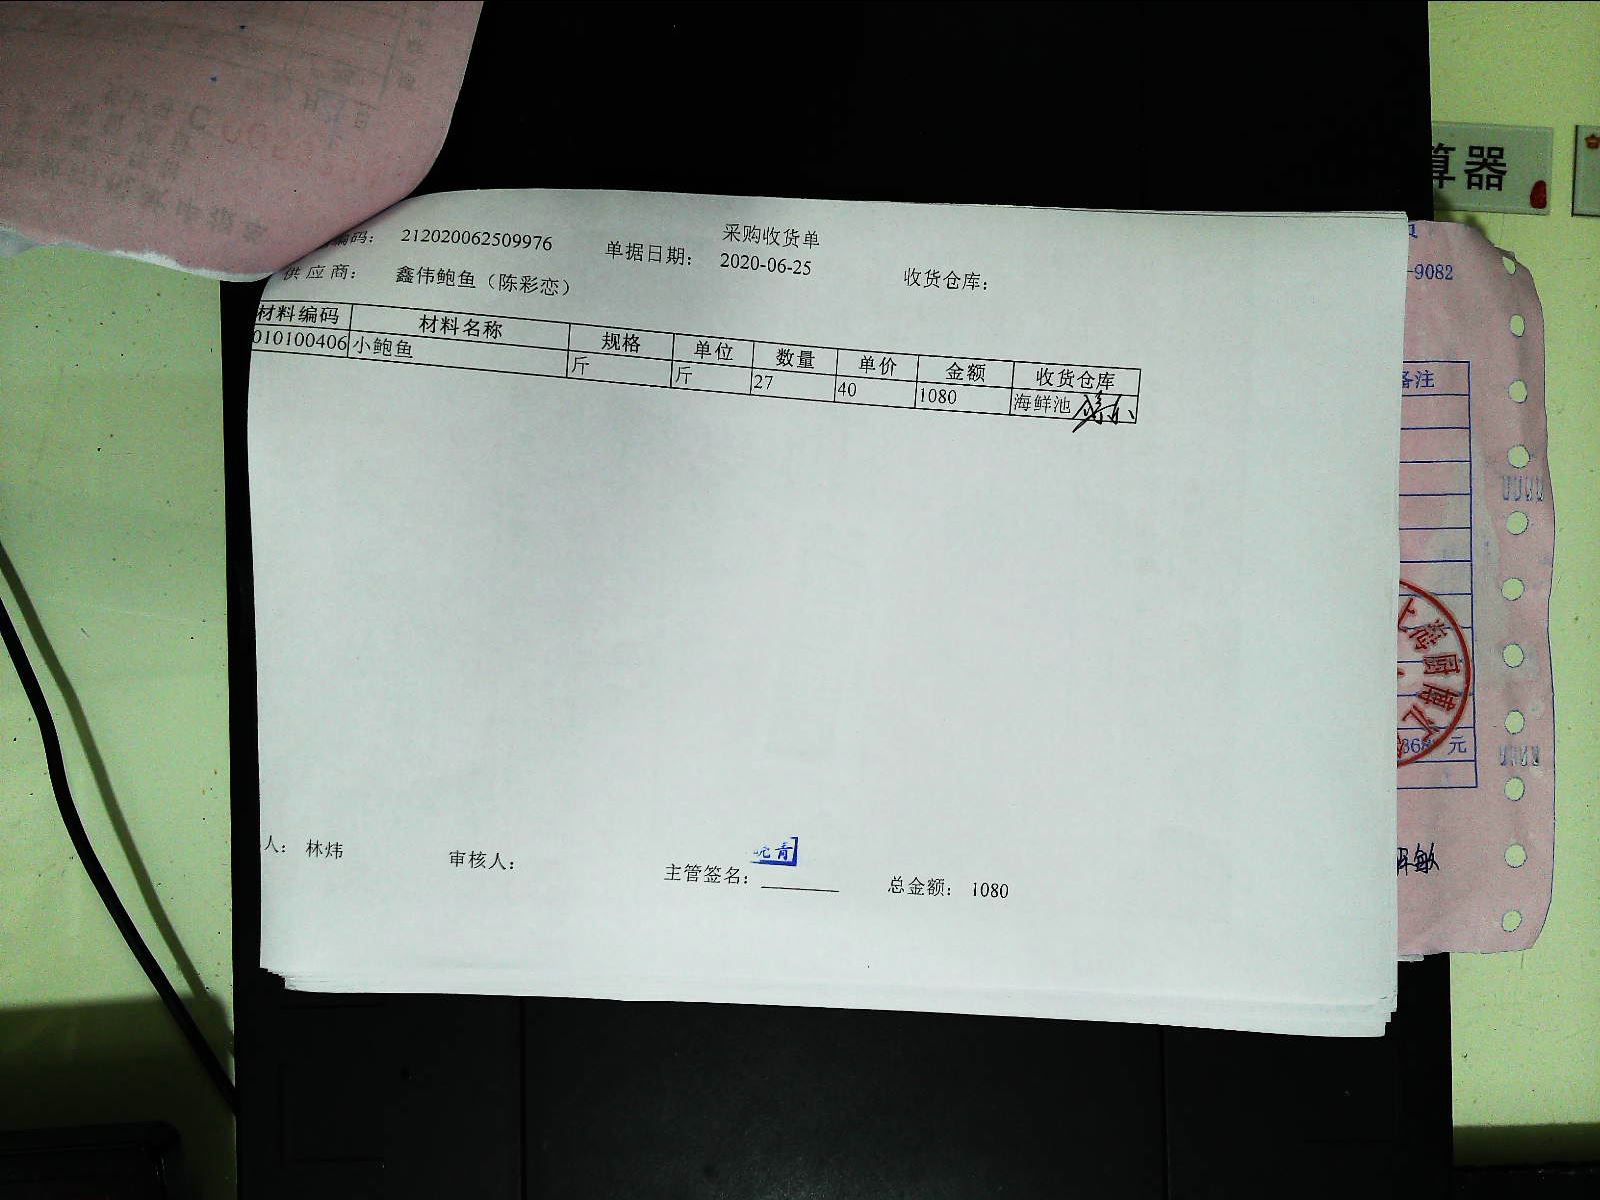 采购收货单
编码： 212020062509976 单据日期： 2020-06-25 收货仓库：
供应商： 鑫伟鲍鱼（陈彩恋）
材料编码 材料名称 规格 单位 数量 单价 金额 收货仓库
010100406 小鲍鱼 斤 斤 27 40 1080 海鲜池
人： 林炜 审核人： 主管签名： 总金额： 1080
青
算器
-9082
备注
元
敏